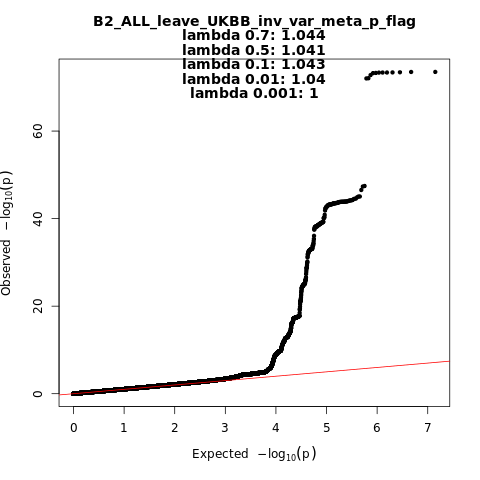 B2_ALL_leave_UKBB_inv_var_meta_p_flag
lambda 0.7: 1.044
lambda 0.5: 1.041
lambda 0.1: 1.043
lambda 0.01: 1.04
lambda 0.001: 1
60
40
20
0
Observed −log10(p)
0 1 2 3 4 5 6 7
Expected −log10(p)